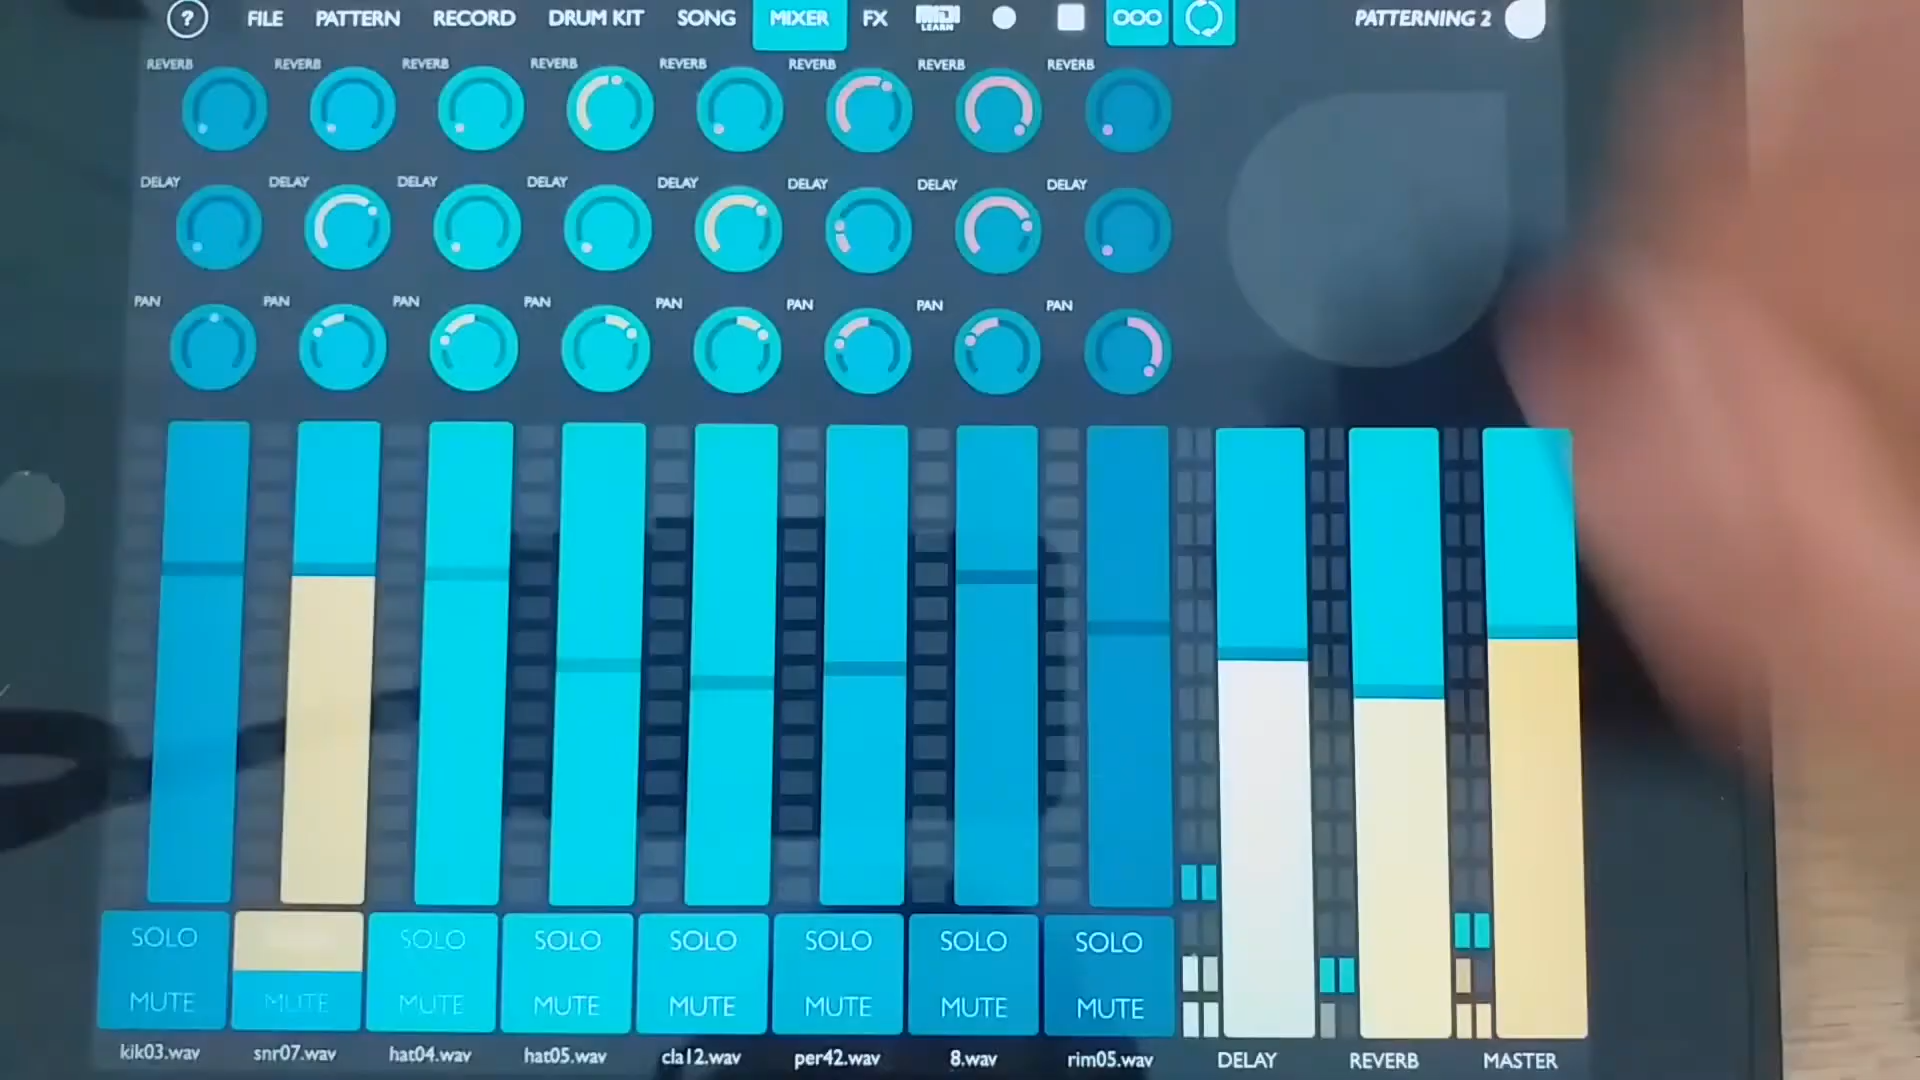 ? FILE PATTERN RECORD DRUM KIT SONG MIXER FX MIDI LEARN PATTERNING 2
REVERB REVERB REVERB REVERB REVERB REVERB REVERB REVERB
DELAY DELAY DELAY DELAY DELAY DELAY DELAY DELAY
PAN PAN PAN PAN PAN PAN PAN PAN
SOLO SOLO SOLO SOLO SOLO SOLO SOLO
MUTE MUTE MUTE MUTE MUTE MUTE MUTE MUTE
kik03.wav snr07.wav hat04.wav hat05.wav cla12.wav per42.wav 8.wav rim05.wav DELAY REVERB MASTER